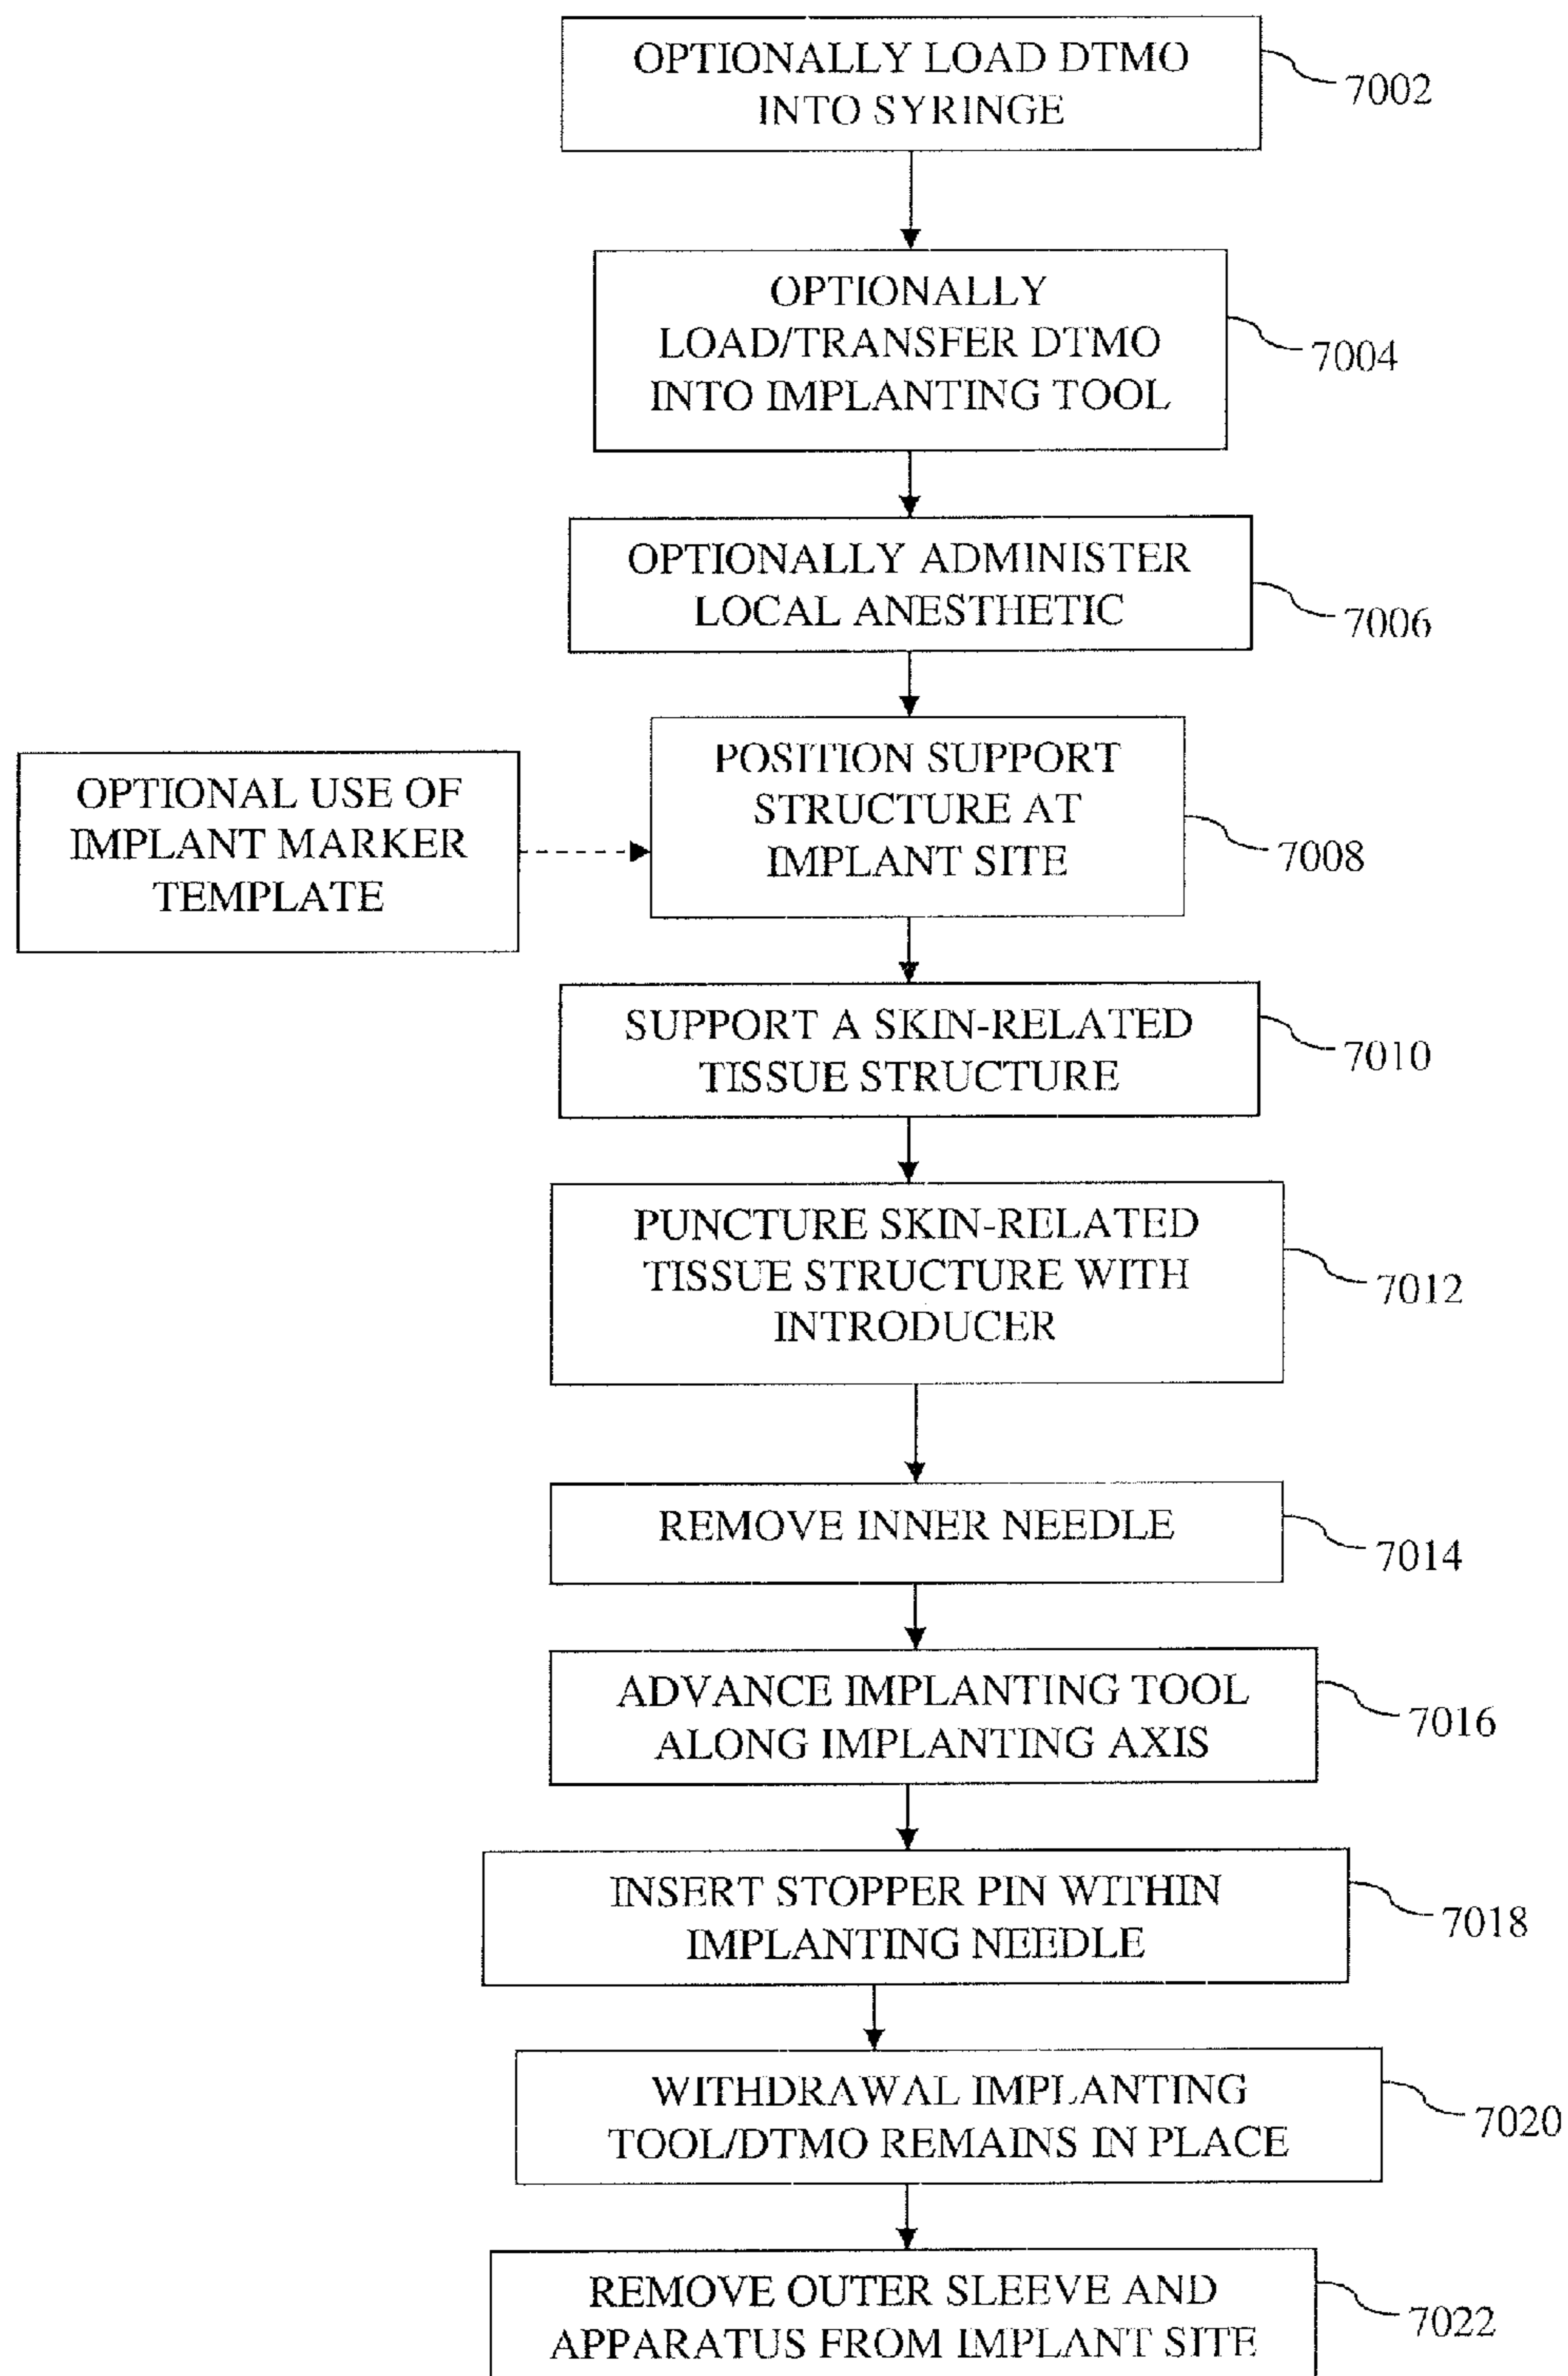 OPTIONALLY LOAD DTMO
INTO SYRINGE
7002
OPTIONALLY
LOAD/TRANSFER DTMO
INTO IMPLANTING TOOL
7004
OPTIONALLY ADMINISTER
LOCAL ANESTHETIC
7006
OPTIONAL USE OF
IMPLANT MARKER
TEMPLATE
POSITION SUPPORT
STRUCTURE AT
IMPLANT SITE
7008
SUPPORT A SKIN-RELATED
TISSUE STRUCTURE
7010
PUNCTURE SKIN-RELATED
TISSUE STRUCTURE WITH
INTRODUCER
7012
REMOVE INNER NEEDLE
7014
ADVANCE IMPLANTING TOOL
ALONG IMPLANTING AXIS
7016
INSERT STOPPER PIN WITHIN
IMPLANTING NEEDLE
7018
WITHDRAWAL IMPLANTING
TOOL/DTMO REMAINS IN PLACE
7020
REMOVE OUTER SLEEVE AND
APPARATUS FROM IMPLANT SITE
7022